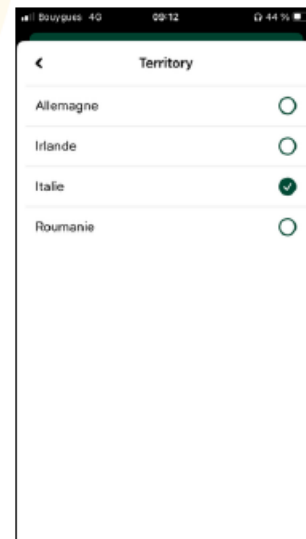 Bouygues 4G 09:12 44 %
Territory
Allemagne
Irlande
Italie
Roumanie